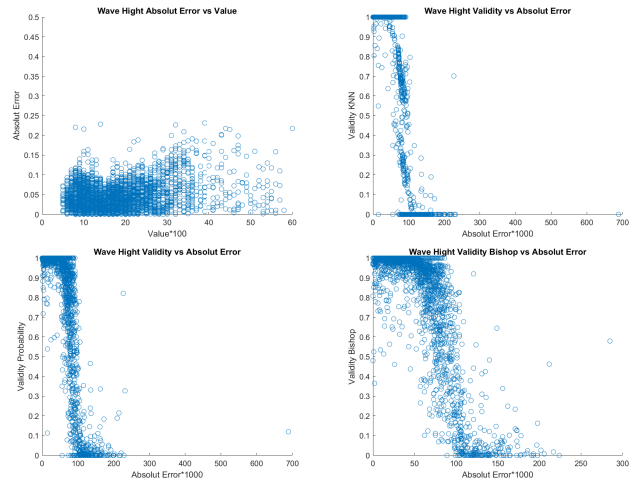 Wave Hight Absolut Error vs Value
Absolut Error
0.5
0.45
0.4
0.35
0.3
0.25
0.2
0.15
0.1
0.05
0
0 10 20 30 40 50 60
Value*100
Wave Hight Validity vs Absolut Error
Validity KNN
1
0.9
0.8
0.7
0.6
0.5
0.4
0.3
0.2
0.1
0
0 100 200 300 400 500 600 700
Absolut Error*1000
Wave Hight Validity vs Absolut Error
Validity Probability
1
0.9
0.8
0.7
0.6
0.5
0.4
0.3
0.2
0.1
0
0 100 200 300 400 500 600 700
Absolut Error*1000
Wave Hight Validity Bishop vs Absolut Error
Validity Bishop
1
0.9
0.8
0.7
0.6
0.5
0.4
0.3
0.2
0.1
0
0 50 100 150 200 250 300
Absolut Error*1000